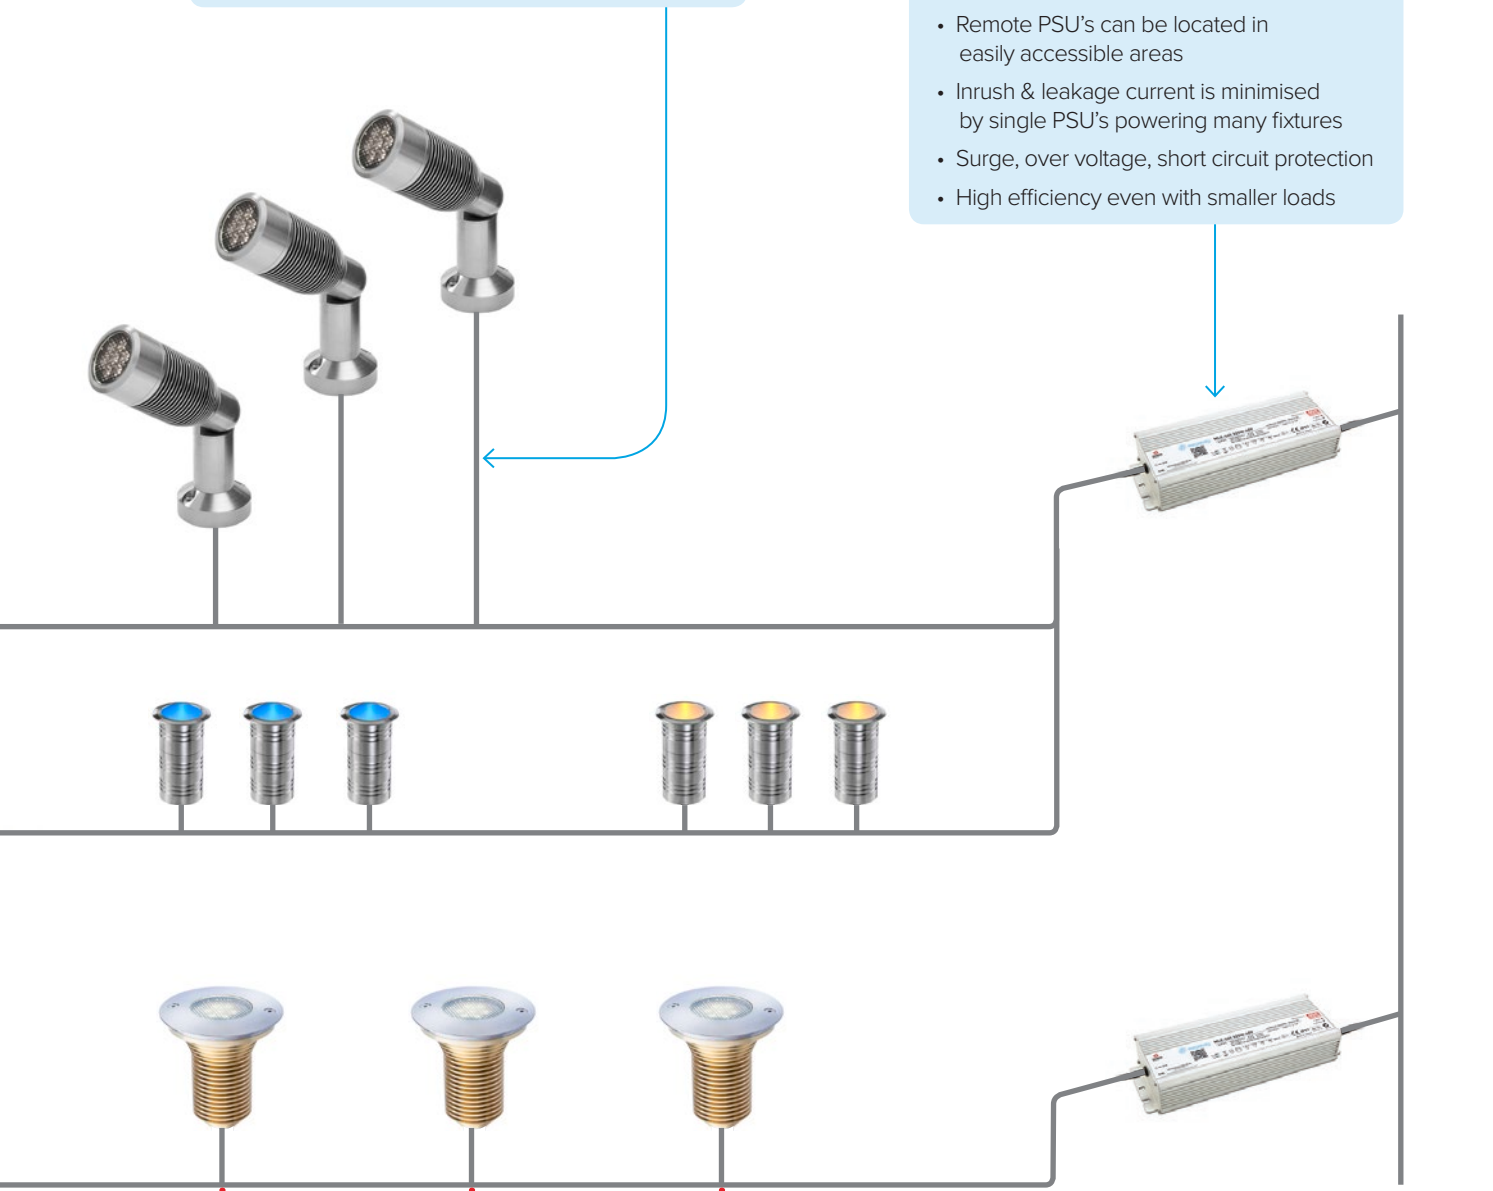 • Remote PSU's can be located in
easily accessible areas
• Inrush & leakage current is minimised
by single PSU's powering many fixtures
• Surge, over voltage, short circuit protection
• High efficiency even with smaller loads